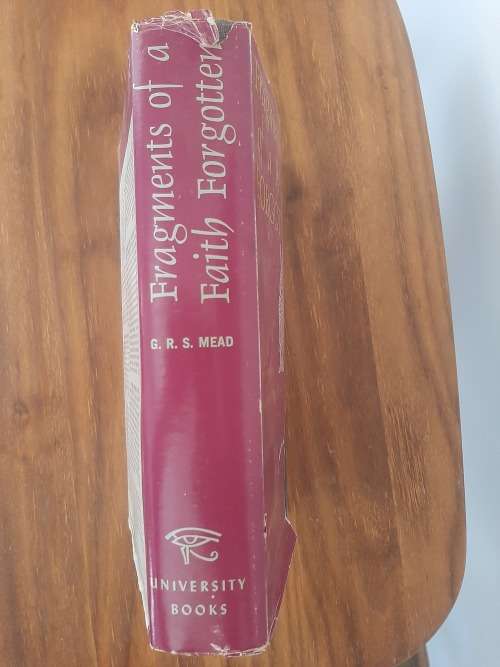 Fragments of a
Faith Forgotten
G. R. S. MEAD
UNIVERSITY
BOOKS